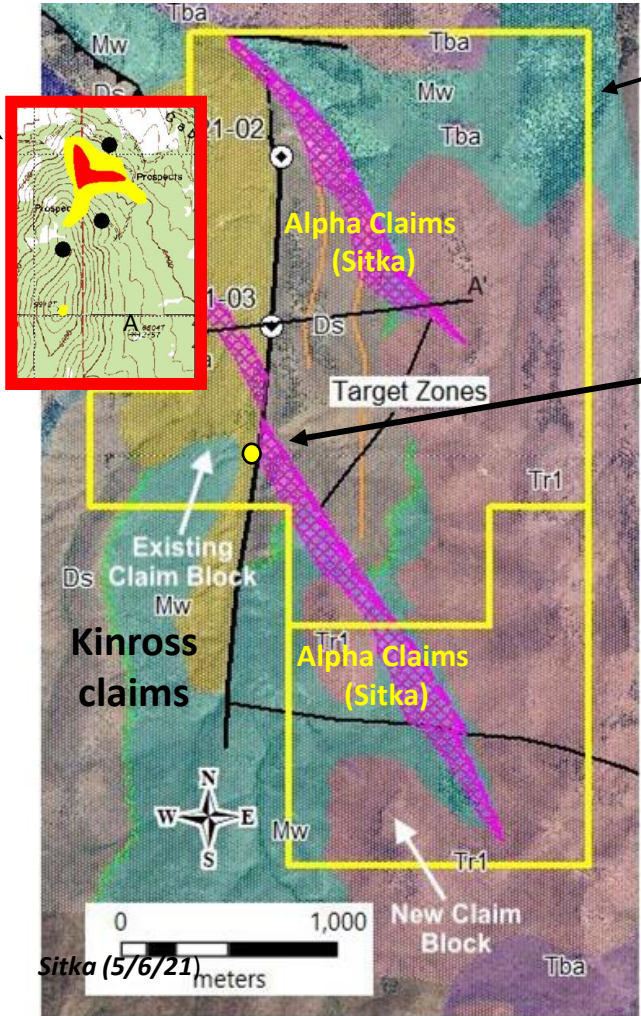 Tba
Mw
Tba
Ds
Mw
21-02
Tba
Prospects
Alpha Claims
(Sitka)
A'
1-03
Ds
A
Target Zones
Tr1
Existing
Claim Block
Ds
Mw
Kinross
claims
Tr1
Alpha Claims
(Sitka)
N
W
E
S
Mw
Tr1
New Claim
Block
0
1,000
Sitka (5/6/21)
meters
Tba